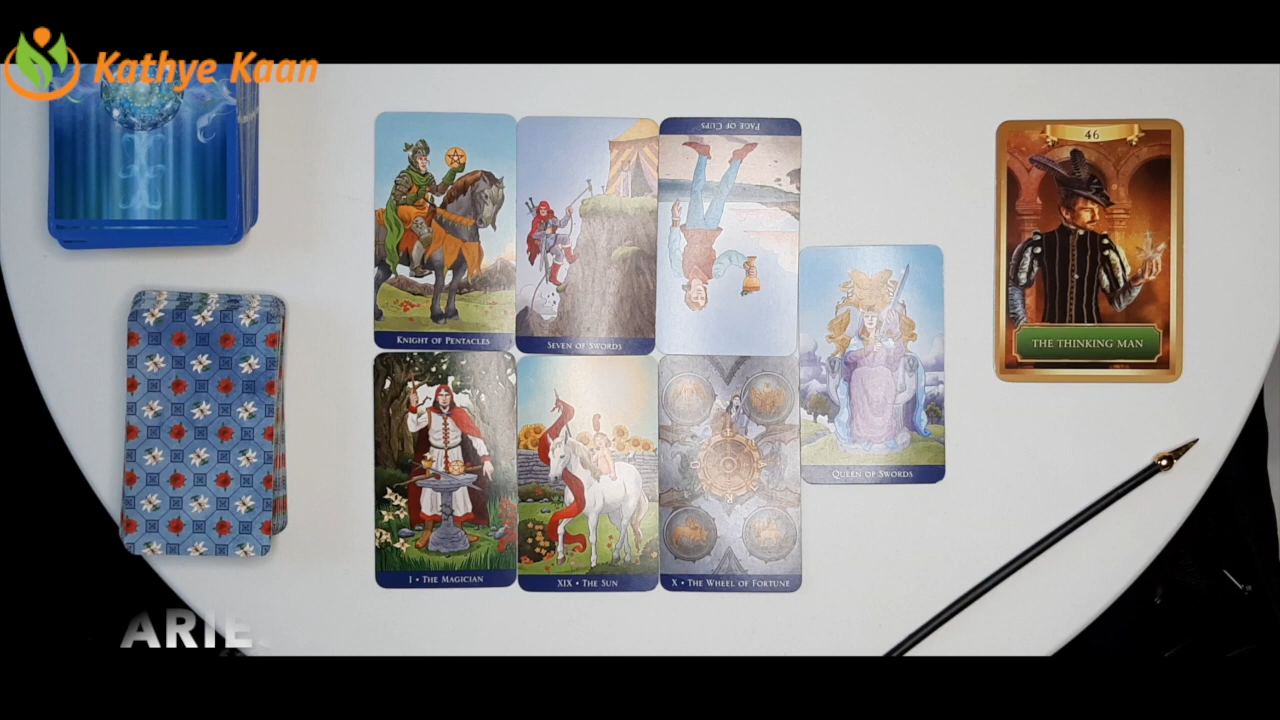 Kathye Kaan
46
PAGE OF CUPS
THE THINKING MAN
KNIGHT OF PENTACLES
SEVEN OF SWORDS
QUEEN OF SWORDS
I • THE MAGICIAN
XIX • THE SUN
X • THE WHEEL OF FORTUNE
ARIES